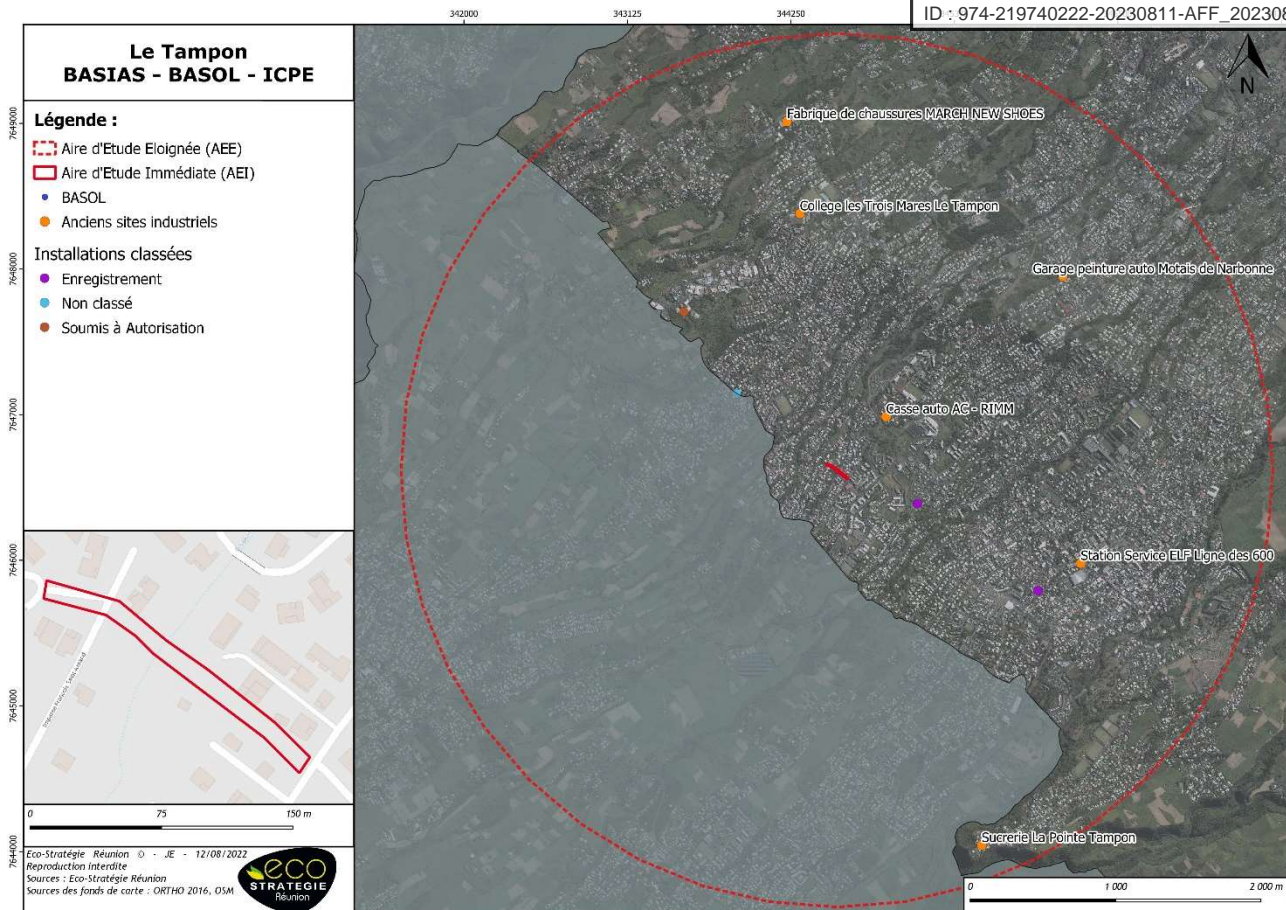 ID : 974-219740222-20230811-AFF_202308
342000
343125
344250
Le Tampon
BASIAS - BASOL - ICPE
Légende :
Aire d'Etude Eloignée (AEE)
Aire d'Etude Immédiate (AEI)
BASOL
Anciens sites industriels
Installations classées
Enregistrement
Non classé
Soumis à Autorisation
7649000
7648000
7647000
7646000
7645000
7644000
N
Fabrique de chaussures MARCH NEW SHOES
College les Trois Mares Le Tampon
Garage peinture auto Motais de Narbonne
Casse auto AC - RIMM
Station Service ELF Ligne des 600
Sucrerie La Pointe Tampon
0 75 150 m
0 1 000 2 000 m
Eco-Stratégie Réunion © - JE - 12/08/2022
Reproduction interdite
Sources : Eco-Stratégie Réunion
Sources des fonds de carte : ORTHO 2016, OSM
eco
STRATEGIE
Réunion